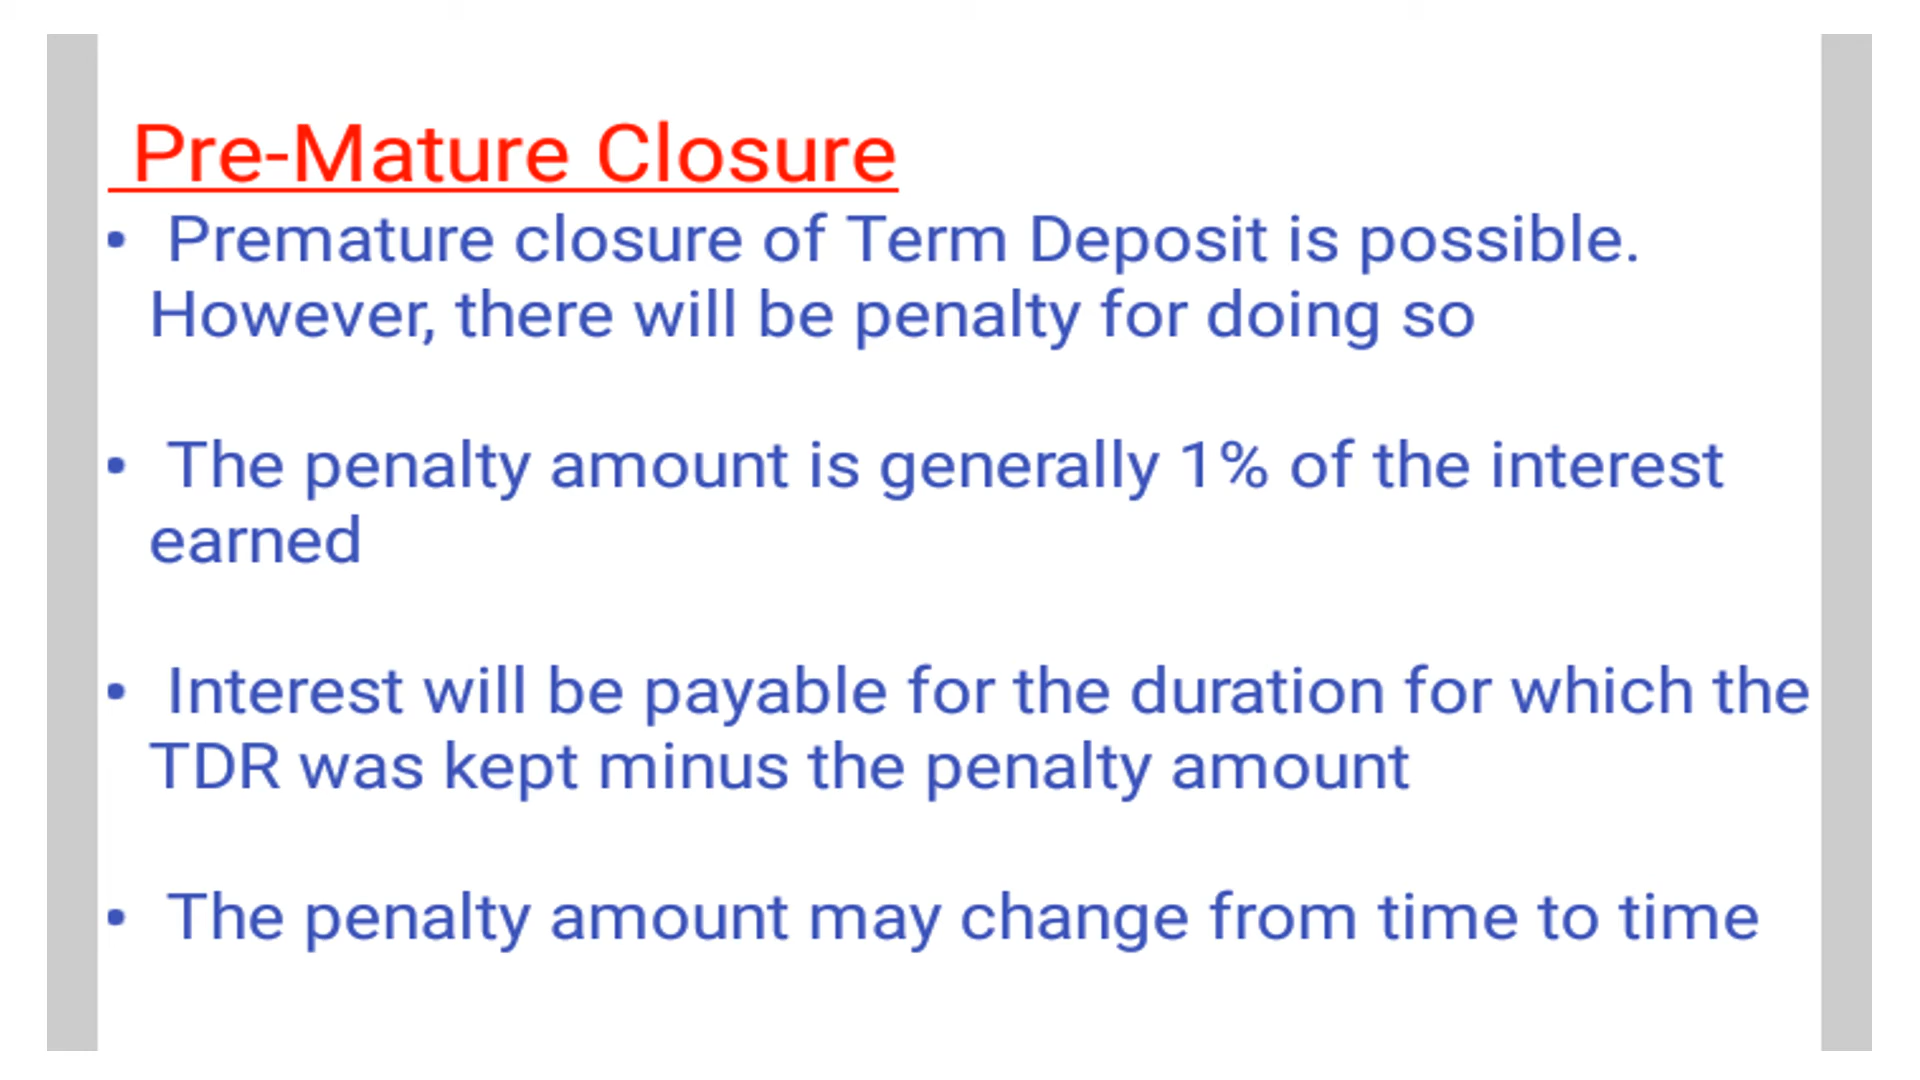 Pre-Mature Closure
• Premature closure of Term Deposit is possible.
However, there will be penalty for doing so
• The penalty amount is generally 1% of the interest
earned
• Interest will be payable for the duration for which the
TDR was kept minus the penalty amount
• The penalty amount may change from time to time